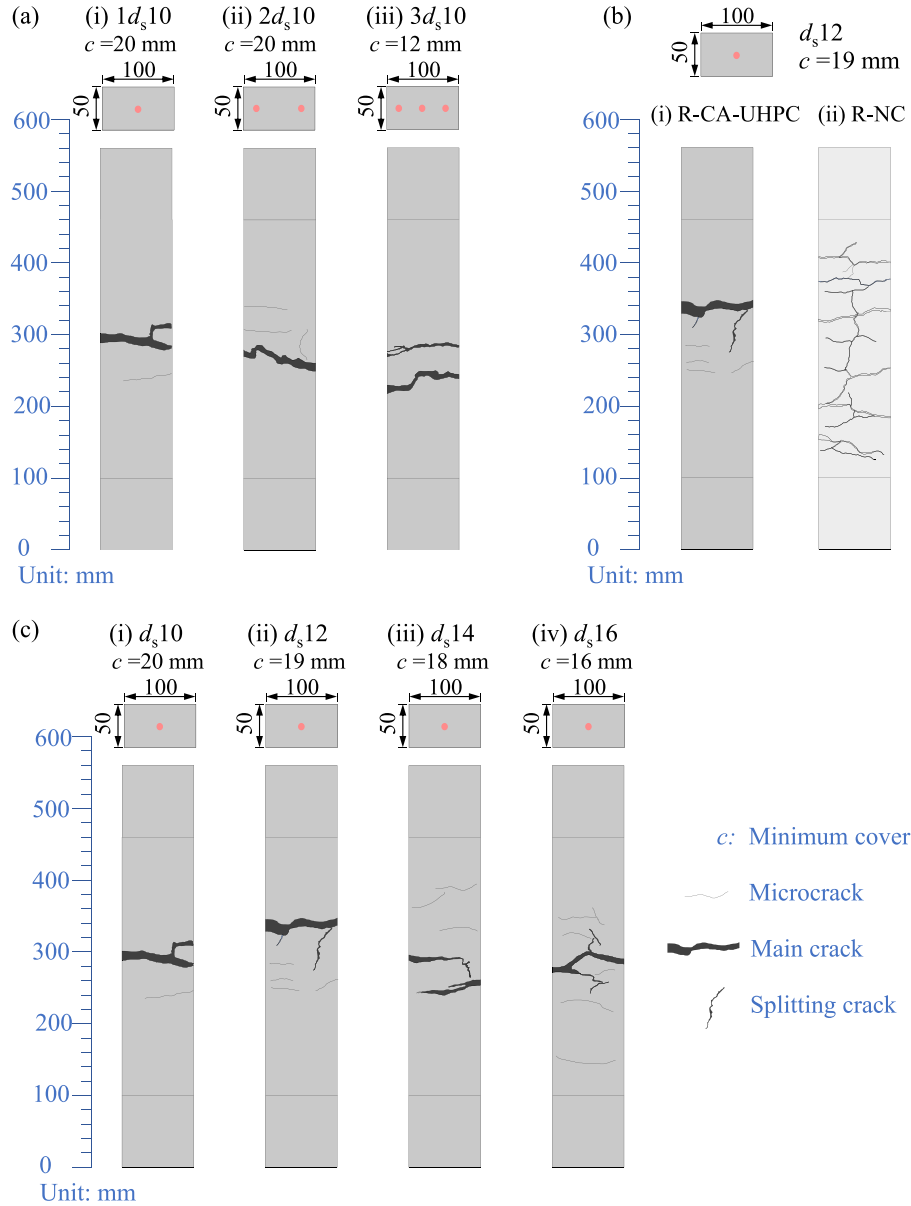 (a) (i) 1dₛ10 (ii) 2dₛ10 (iii) 3dₛ10
c =20 mm c =20 mm c =12 mm
100 100 100
50 50 50
600
500
400
300
200
100
0
Unit: mm
(b) 100 dₛ12
50 c =19 mm
(i) R-CA-UHPC (ii) R-NC
600
500
400
300
200
100
0
Unit: mm
(c) (i) dₛ10 (ii) dₛ12 (iii) dₛ14 (iv) dₛ16
c =20 mm c =19 mm c =18 mm c =16 mm
100 100 100 100
50 50 50 50
600
500
400
300
200
100
0
Unit: mm
c: Minimum cover
Microcrack
Main crack
Splitting crack